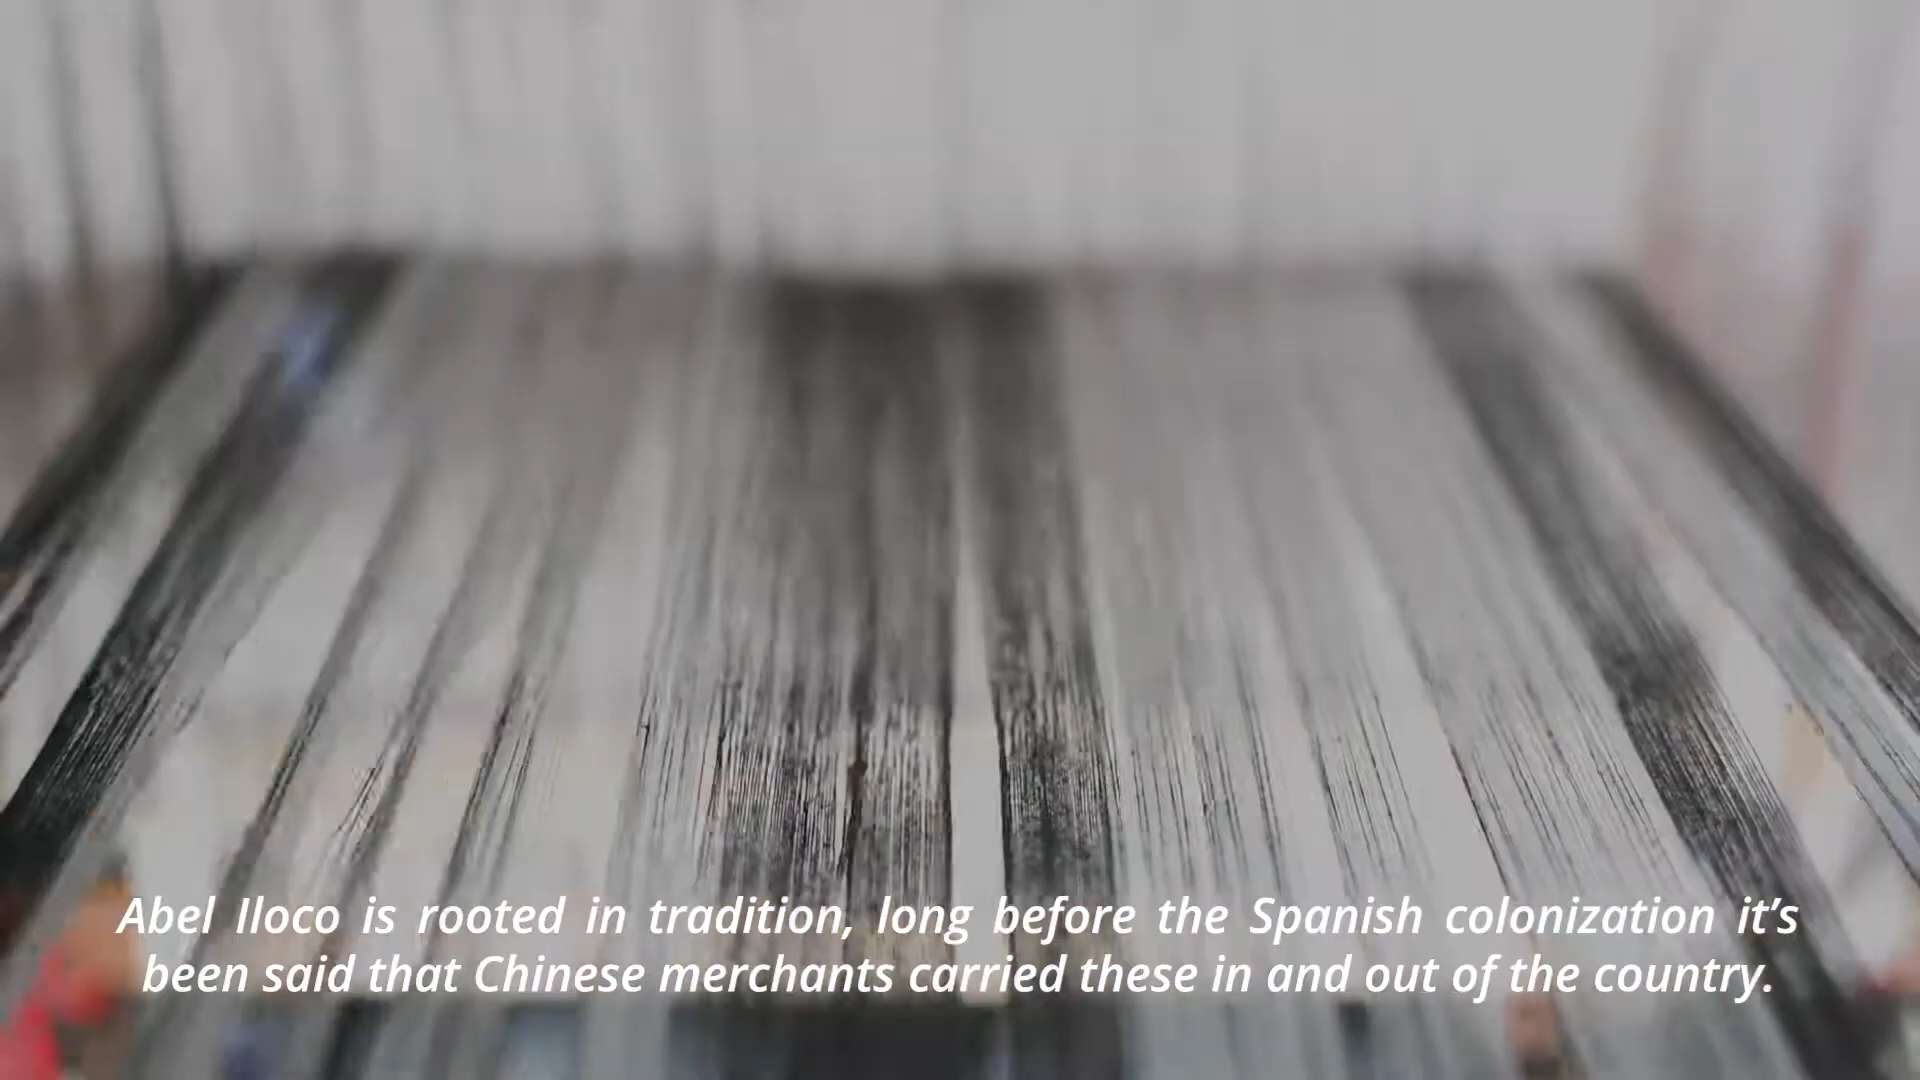 Abel Iloco is rooted in tradition, long before the Spanish colonization it’s
been said that Chinese merchants carried these in and out of the country.